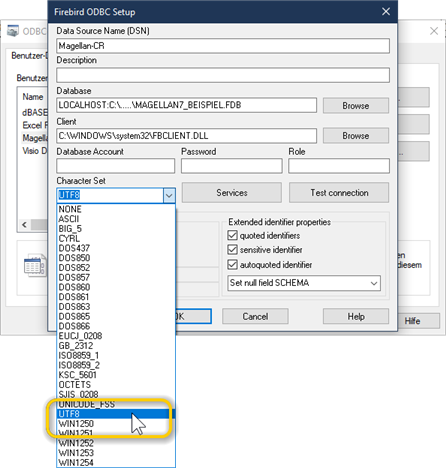 ODBC
Firebird ODBC Setup
Benutzer-D
Benutze
Name
dBASE
Excel F
Magella
Visio D
Data Source Name (DSN)
Magellan-CR
Description
Database
LOCALHOST:C:\.....\MAGELLAN7_BEISPIEL.FDB
Browse
Client
C:\WINDOWS\system32\FBCLIENT.DLL
Browse
Database Account
Password
Role
Character Set
UTF8
Services
Test connection
NONE
ASCII
BIG_5
CYRL
DOS437
DOS850
DOS852
DOS857
DOS860
DOS861
DOS863
DOS865
DOS866
EUCJ_0208
GB_2312
ISO8859_1
ISO8859_2
KSC_5601
OCTETS
SJIS_0208
UNICODE_FSS
UTF8
WIN1250
WIN1251
WIN1252
WIN1253
WIN1254
Extended identifier properties
quoted identifiers
sensitive identifier
autoquoted identifier
Set null field SCHEMA
OK
Cancel
Help
en
diesem
Hilfe